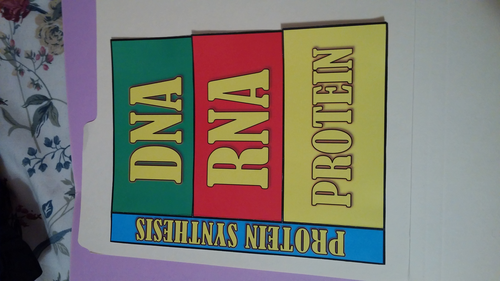 PROTEIN SYNTHESIS
DNA
RNA
PROTEIN